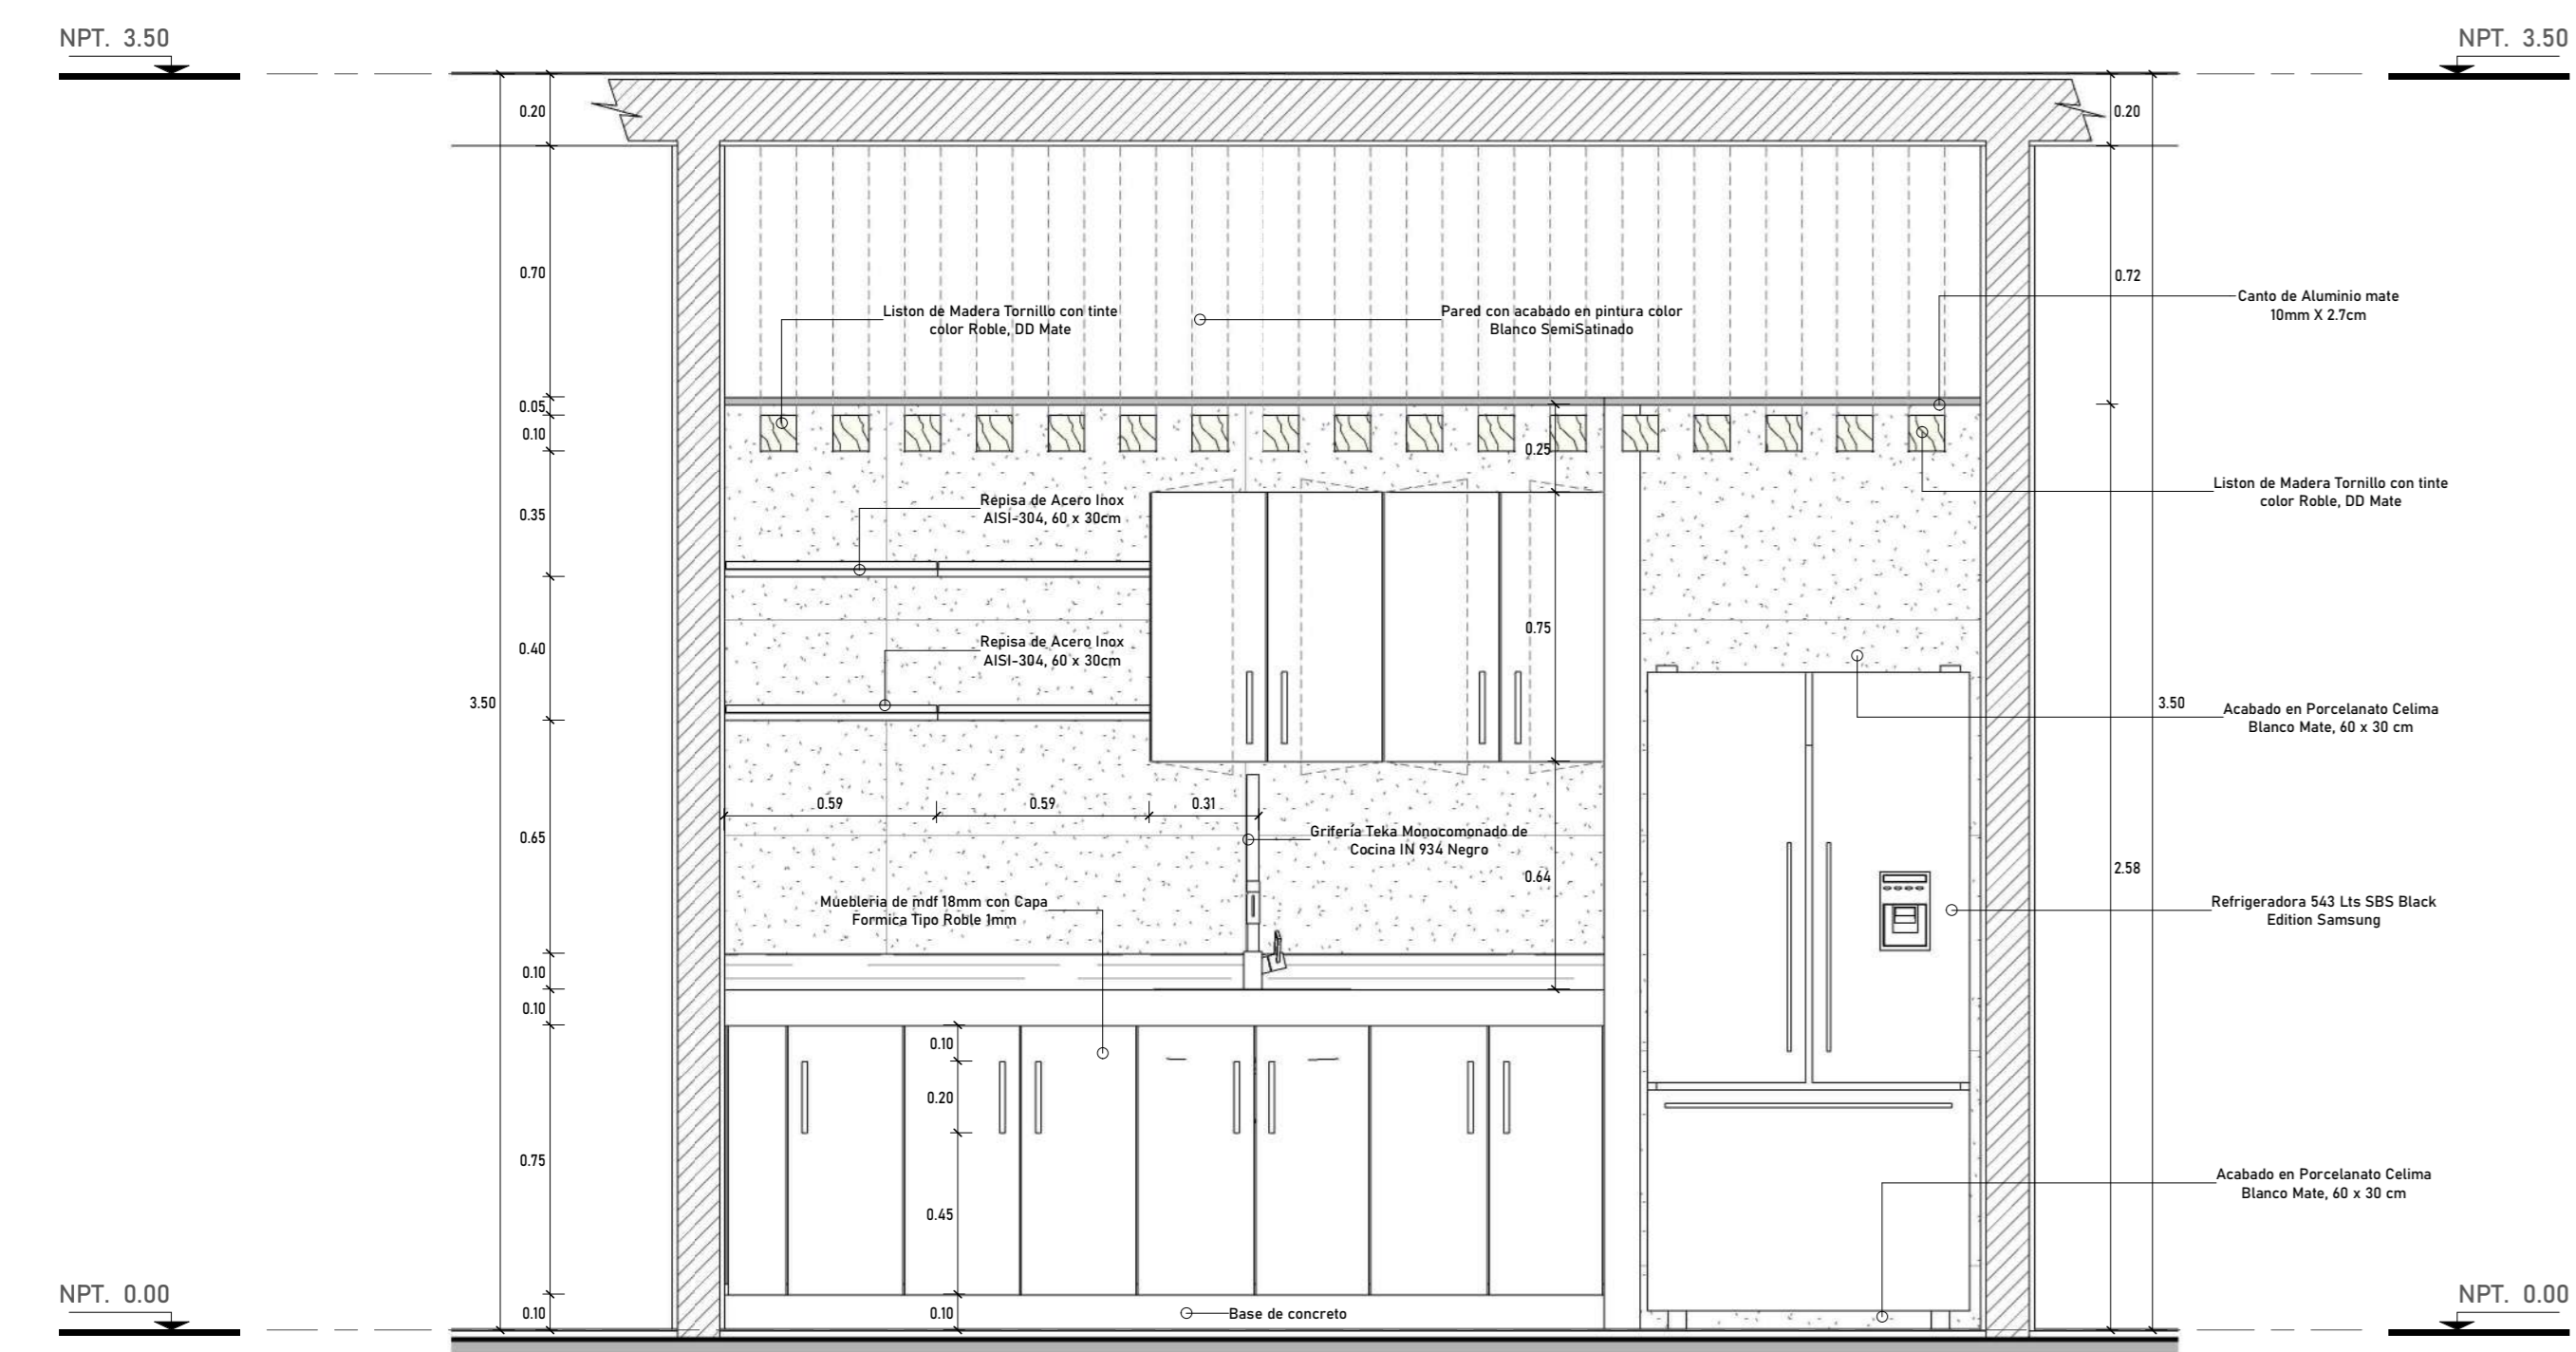 NPT. 3.50
NPT. 3.50
0.20
0.20
0.70
0.72
Liston de Madera Tornillo con tinte
color Roble, DD Mate
Pared con acabado en pintura color
Blanco SemiSatinado
Canto de Aluminio mate
10mm X 2.7cm
0.05
0.10
0.25
Liston de Madera Tornillo con tinte
color Roble, DD Mate
Repisa de Acero Inox
AISI-304, 60 x 30cm
0.35
0.75
Repisa de Acero Inox
AISI-304, 60 x 30cm
0.40
3.50
3.50
Acabado en Porcelanato Celima
Blanco Mate, 60 x 30 cm
0.59
0.59
0.31
Grifería Teka Monocomonado de
Cocina IN 934 Negro
0.65
0.64
2.58
Muebleria de mdf 18mm con Capa
Formica Tipo Roble 1mm
Refrigeradora 543 Lts SBS Black
Edition Samsung
0.10
0.10
0.10
0.20
0.75
0.45
Acabado en Porcelanato Celima
Blanco Mate, 60 x 30 cm
NPT. 0.00
NPT. 0.00
0.10
0.10
Base de concreto